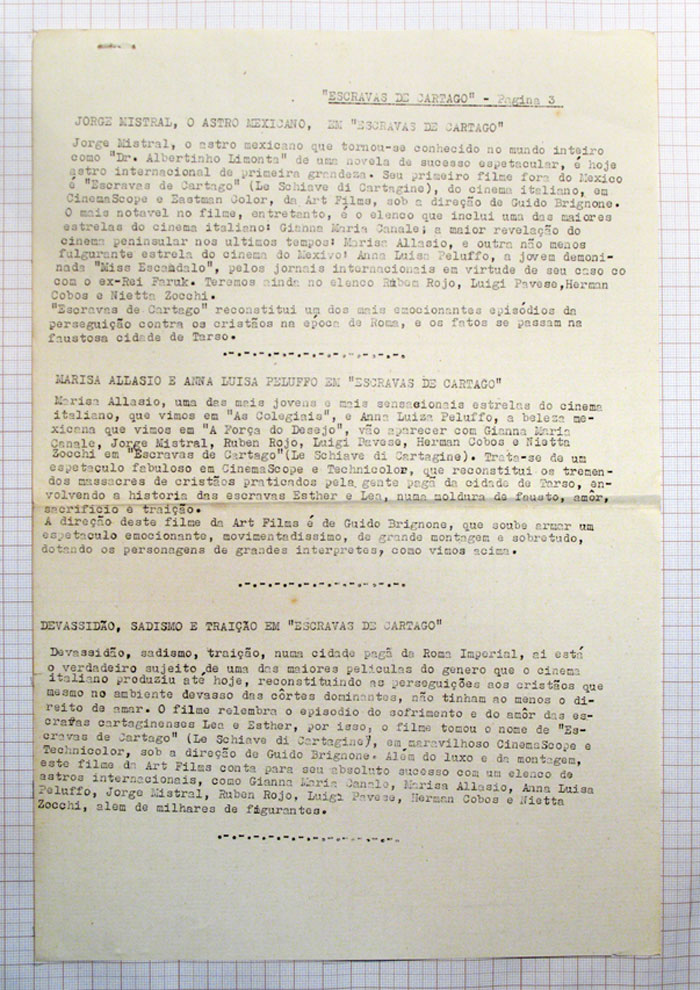 "ESCRAVAS DE CARTAGO" - Pagina 3
JORGE MISTRAL, O ASTRO MEXICANO, EM "ESCRAVAS DE CARTAGO"
Jorge Mistral, o astro mexicano que tornou-se conhecido no mundo inteiro
como "Dr. Albertinho Limonta" de uma novela de sucesso espetacular, é hoje
astro internacional de primeira grandema. Seu primeiro filme fora do Mexico
é "Escravas de Cartago" (Le Schiave di Cartagine), do cinema italiano, em
CinemaScope e Eastman Color, da Art Films, sob a direção de Guido Brignone.
O mais notavel no filme, entretanto, é o elenco que inclui uma das maiores
estrelas do cinema italiano: Gianna Maria Canale; a maior revelação do
cinema peninsular nos ultimos tempos: Marisa Allasio, e outra não menos
fulgurante estrela do cinema do Mexivo: Anna Luisa Peluffo, a jovem demoni-
nada "Miss Escandalo", pelos jornais internacionais em virtude de seu caso co
com o ex-Rei Faruk. Teremos ainda no elenco Ruben Rojo, Luigi Pavese,Herman
Cobos e Nietta Zocchi.
"Escravas de Cartago" reconstitui um dos mais emocionantes episódios da
perseguição contra os cristãos na epoca de Roma, e os fatos se passam na
faustosa cidade de Tarso.
-.-.-.-.-.-.-.-.-.-.
MARISA ALLASIO E ANNA LUISA PELUFFO EM "ESCRAVAS DE CARTAGO"
Marisa Allasio, uma das mais jovens e mais sensacionais estrelas do cinema
italiano, que vimos em "As Colegiais", e Anna Luiza Peluffo, a beleza me-
xicana que vimos em "A Força do Desejo", vão aparecer com Gianna Maria
Canale, Jorge Mistral, Ruben Rojo, Luigi Pavese, Herman Cobos e Nietta
Zocchi em "Escravas de Cartago"(Le Schiave di Cartagine). Trata-se de um
espetaculo fabuloso em CinemaScope e Technicolor, que reconstitui os tremen-
dos massacres de cristãos praticados pela gente pagã da cidade de Tarso, en-
volvendo a historia das escravas Esther e Lea, numa moldura de fausto, amôr,
sacrificio e traição.
A direção deste filme da Art Films é de Guido Brignone, que soube armar um
espetaculo emocionante, movimentadissimo, de grande montagem e sobretudo,
dotando os personagens de grandes interpretes, como vimos acima.
-.-.-.-.-.-.-.-.-.-.
DEVASSIDÃO, SADISMO E TRAIÇÃO EM "ESCRAVAS DE CARTAGO"
Devassidão, sadismo, traição, numa cidade pagã da Roma Imperial, ai está
o verdadeiro sujeito de uma das maiores peliculas do genero que o cinema
italiano produziu até hoje, reconstituindo as perseguições aos cristãos que
mesmo no ambiente devasso das côrtes dominantes, não tinham ao menos o di-
reito de amar. O filme relembra o episodio do sofrimento e do amôr das es-
cravas cartaginenses Lea e Esther, por isso, o filme tomou o nome de "Es-
cravas de Cartago" (Le Schiave di Cartagine), em maravilhoso CinemaScope e
Technicolor, sob a direção de Guido Brignone. Além do luxo e da montagem,
este filme da Art Films conta para seu absoluto sucesso com um elenco de
astros internacionais, como Gianna Maria Canale, Marisa Allasio, Anna Luisa
Peluffo, Jorge Mistral, Ruben Rojo, Luigi Pavese, Herman Cobos e Nietta
Zocchi, alem de milhares de figurantes.
-.-.-.-.-.-.-.-.-.-.